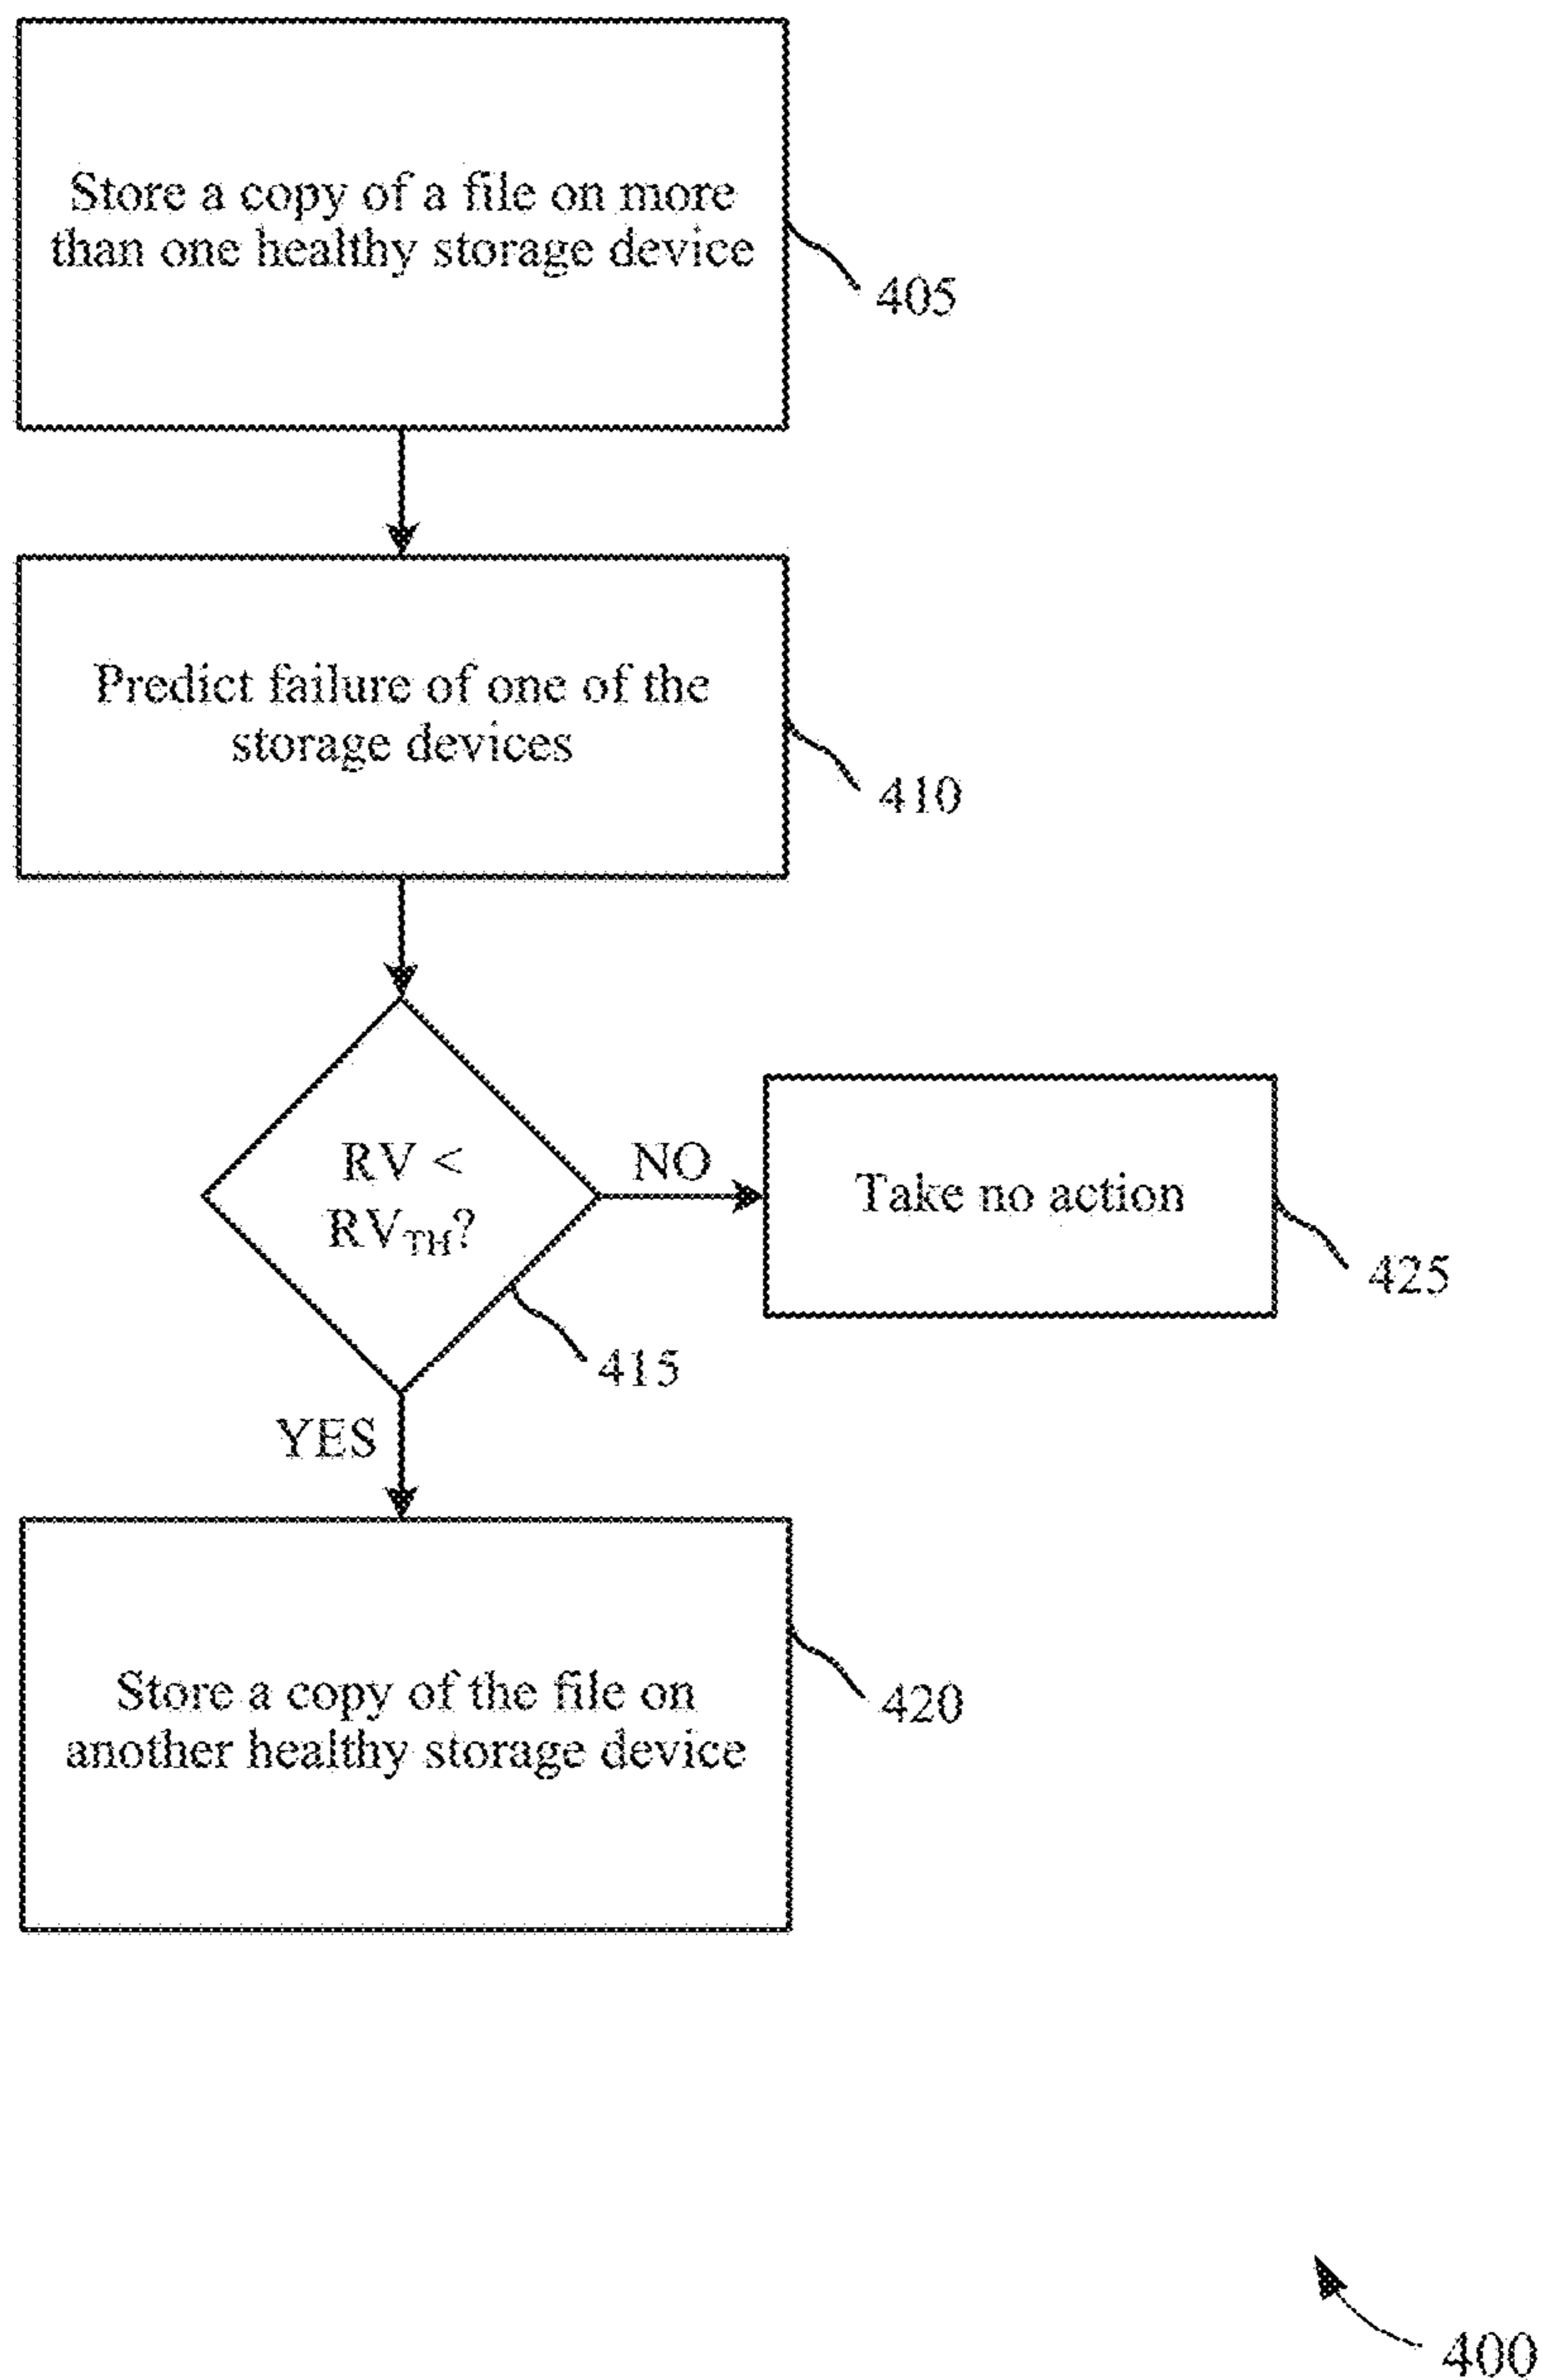 Store a copy of a file on more
than one healthy storage device
405
Predict failure of one of the
storage devices
410
RV <
RVTH?
NO
Take no action
425
415
YES
Store a copy of the file on
another healthy storage device
420
400